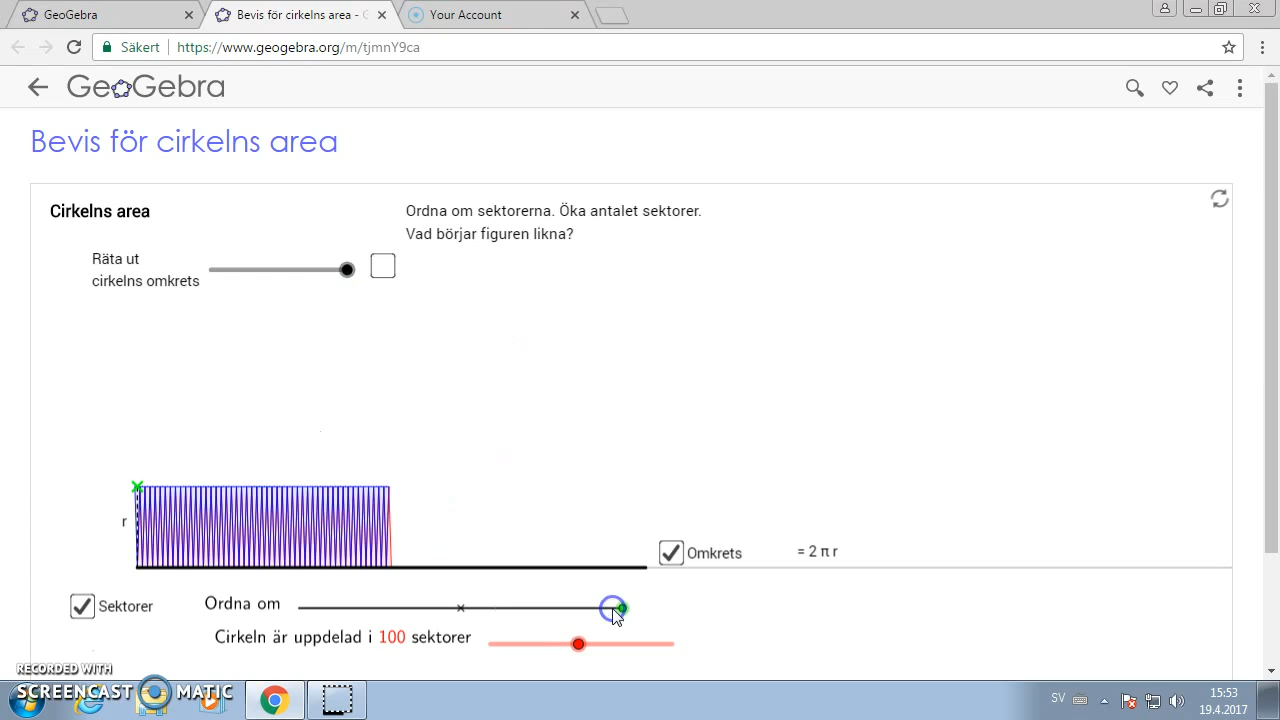 GeoGebra
Bevis för cirkelns area - G
Your Account
Säkert
https://www.geogebra.org/m/tjmnY9ca
GeoGebra
Bevis för cirkelns area
Cirkelns area
Ordna om sektorerna. Öka antalet sektorer.
Vad börjar figuren likna?
Räta ut
cirkelns omkrets
r
Omkrets = 2 π r
Sektorer
Ordna om
Cirkeln är uppdelad i 100 sektorer
RECORDED WITH
SCREENCAST MATIC
SV
15:53
19.4.2017